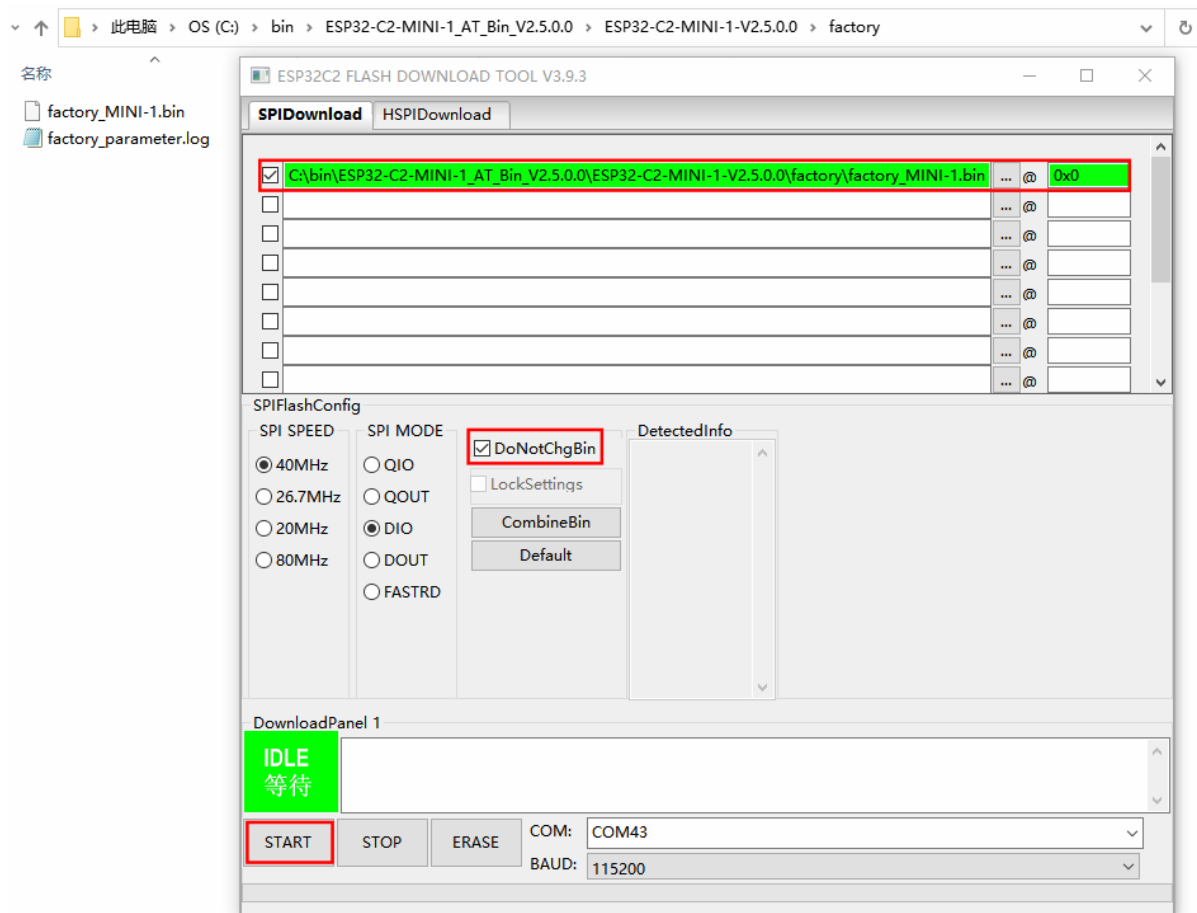 此电脑 > OS (C:) > bin > ESP32-C2-MINI-1_AT_Bin_V2.5.0.0 > ESP32-C2-MINI-1-V2.5.0.0 > factory
名称
factory_MINI-1.bin
factory_parameter.log
ESP32C2 FLASH DOWNLOAD TOOL V3.9.3
SPIDownload HSPIDownload
C:\bin\ESP32-C2-MINI-1_AT_Bin_V2.5.0.0\ESP32-C2-MINI-1-V2.5.0.0\factory\factory_MINI-1.bin ... @ 0x0
... @
... @
... @
... @
... @
... @
... @
SPIFlashConfig
SPI SPEED
40MHz
26.7MHz
20MHz
80MHz
SPI MODE
QIO
QOUT
DIO
DOUT
FASTRD
DoNotChgBin
LockSettings
CombineBin
Default
DetectedInfo
DownloadPanel 1
IDLE
等待
START STOP ERASE
COM: COM43
BAUD: 115200